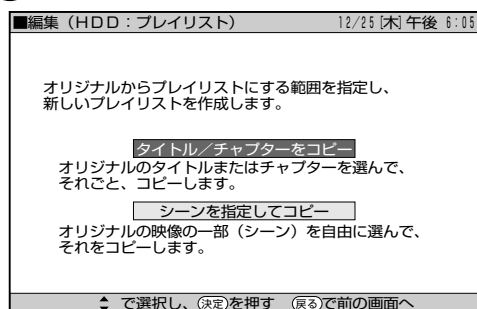 ■編集（HDD：プレイリスト） 12/25[木]午後 6:05
オリジナルからプレイリストにする範囲を指定し、
新しいプレイリストを作成します。
タイトル／チャプターをコピー
オリジナルのタイトルまたはチャプターを選んで、
それごと、コピーします。
シーンを指定してコピー
オリジナルの映像の一部（シーン）を自由に選んで、
それをコピーします。
で選択し、決定を押す 戻るで前の画面へ